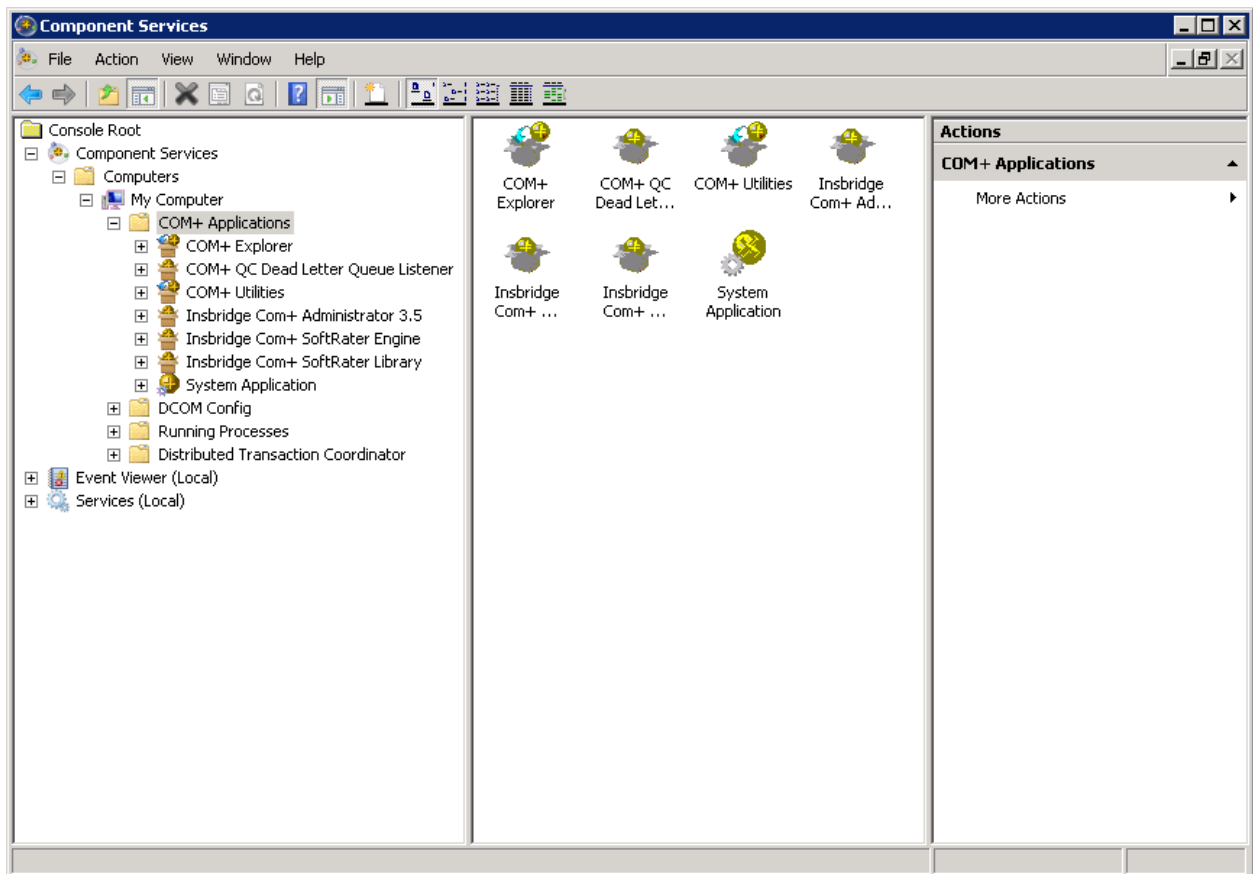 Component Services
File Action View Window Help
Console Root
Component Services
Computers
My Computer
COM+ Applications
COM+ Explorer
COM+ QC Dead Letter Queue Listener
COM+ Utilities
Insbridge Com+ Administrator 3.5
Insbridge Com+ SoftRater Engine
Insbridge Com+ SoftRater Library
System Application
DCOM Config
Running Processes
Distributed Transaction Coordinator
Event Viewer (Local)
Services (Local)
COM+
Explorer
COM+ QC
Dead Let...
COM+ Utilities
Insbridge
Com+ Ad...
Insbridge
Com+ ...
Insbridge
Com+ ...
System
Application
Actions
COM+ Applications
More Actions